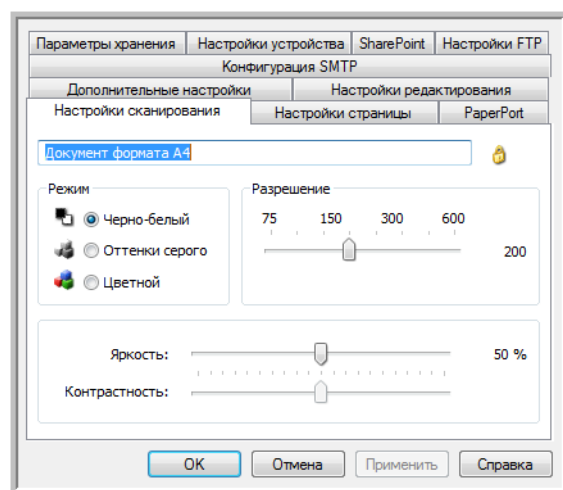 Параметры хранения Настройки устройства SharePoint Настройки FTP
Конфигурация SMTP
Дополнительные настройки Настройки редактирования
Настройки сканирования Настройки страницы PaperPort
Документ формата A4
Режим
Черно-белый
Оттенки серого
Цветной
Разрешение
75 150 300 600
200
Яркость: 50 %
Контрастность:
OK Отмена Применить Справка